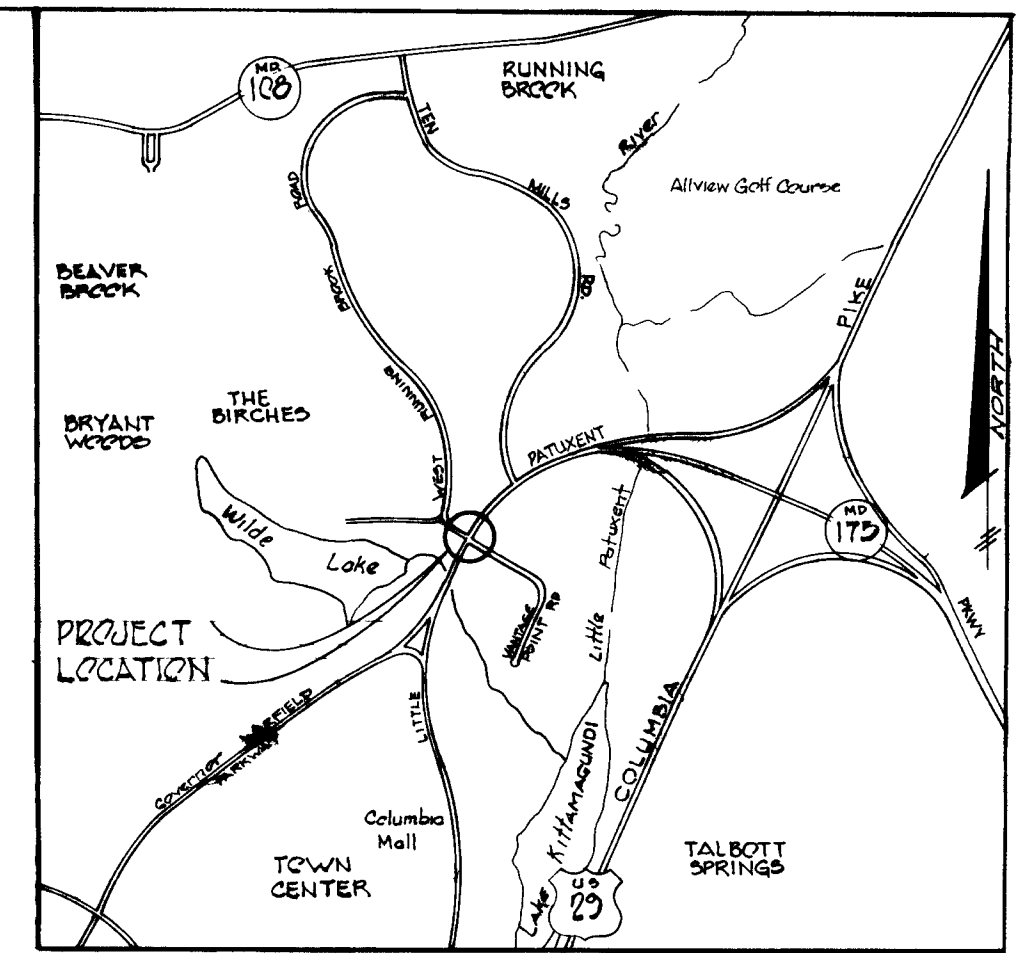 MD.
108
RUNNING
BROOK
TEN
MILLS
RD.
River
Allview Golf Course
ROAD
BROOK
RUNNING
WEST
BEAVER
BROOK
PIKE
NORTH
THE
BIRCHES
BRYANT
WOODS
PATUXENT
Wilde
Lake
Patuxent
Little
MD
175
PKWY
VANTAGE
POINT RD
PROJECT
LOCATION
GOVERNOR
WARFIELD
PARKWAY
LITTLE
COLUMBIA
Kittamagundi
Lake
Columbia
Mall
TOWN
CENTER
TALBOTT
SPRINGS
US
29